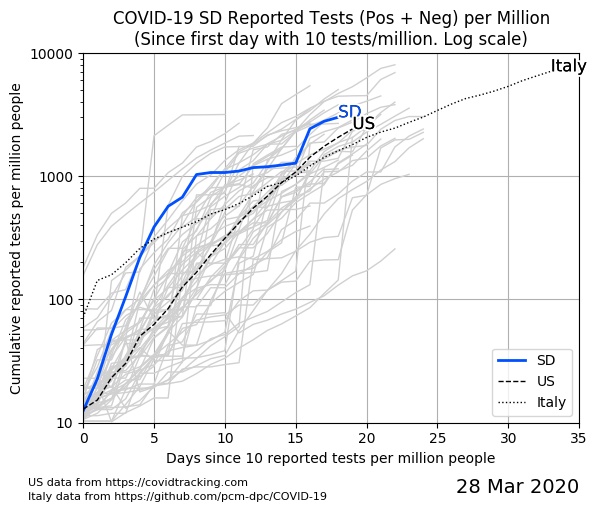 COVID-19 SD Reported Tests (Pos + Neg) per Million
(Since first day with 10 tests/million. Log scale)
Cumulative reported tests per million people
10000
1000
100
10
Italy
SD
US
SD
US
Italy
0
5
10
15
20
25
30
35
Days since 10 reported tests per million people
US data from https://covidtracking.com
Italy data from https://github.com/pcm-dpc/COVID-19
28 Mar 2020